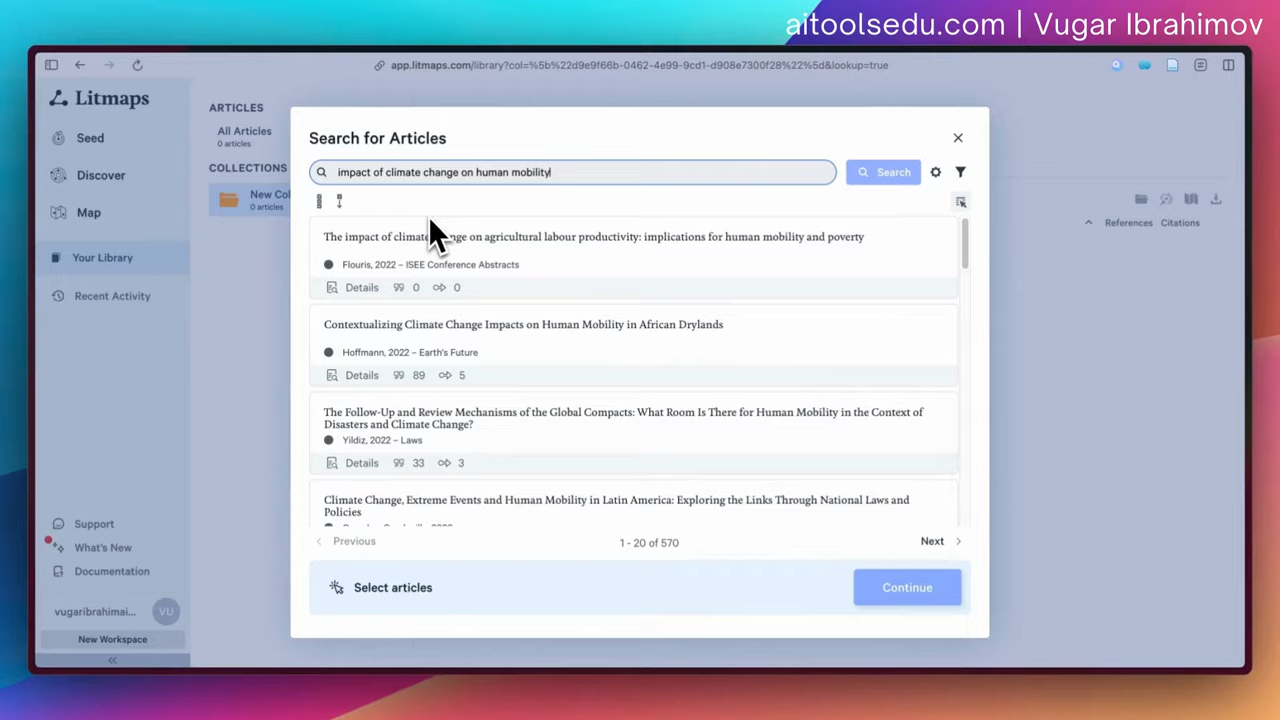 aitoolsedu.com | Vugar Ibrahimov
app.litmaps.com/library?col=%5b%22d9e9f66b-0462-4e99-9cd1-d908e7300f28%22%5d&lookup=true
Litmaps
Seed
Discover
Map
Your Library
Recent Activity
Support
What's New
Documentation
vugaribrahimai... VU
New Workspace
ARTICLES
All Articles
0 articles
COLLECTIONS
New Col
0 articles
References Citations
Search for Articles
impact of climate change on human mobility
Search
The impact of climate change on agricultural labour productivity: implications for human mobility and poverty
Flouris, 2022 – ISEE Conference Abstracts
Details 0 0
Contextualizing Climate Change Impacts on Human Mobility in African Drylands
Hoffmann, 2022 – Earth's Future
Details 89 5
The Follow-Up and Review Mechanisms of the Global Compacts: What Room Is There for Human Mobility in the Context of
Disasters and Climate Change?
Yildiz, 2022 – Laws
Details 33 3
Climate Change, Extreme Events and Human Mobility in Latin America: Exploring the Links Through National Laws and
Policies
Previous
1 - 20 of 570
Next
Select articles
Continue